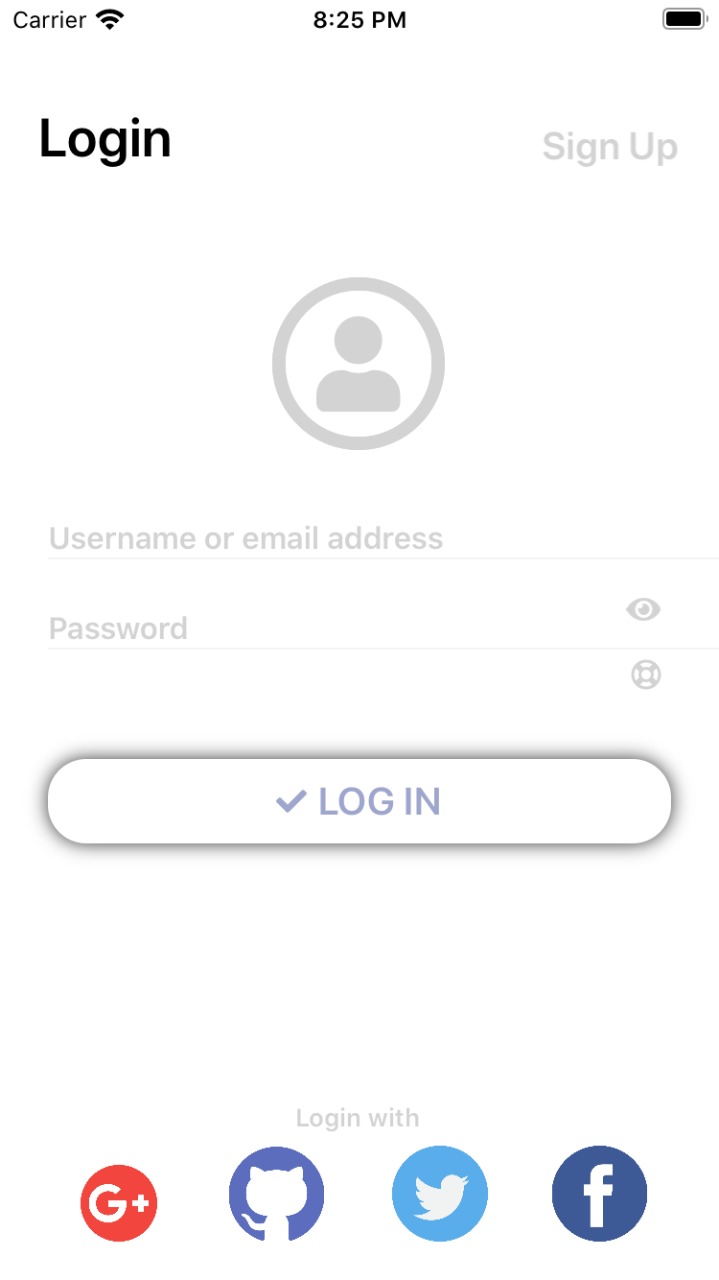 Carrier 8:25 PM
Login Sign Up
Username or email address
Password
LOG IN
Login with
G+ f